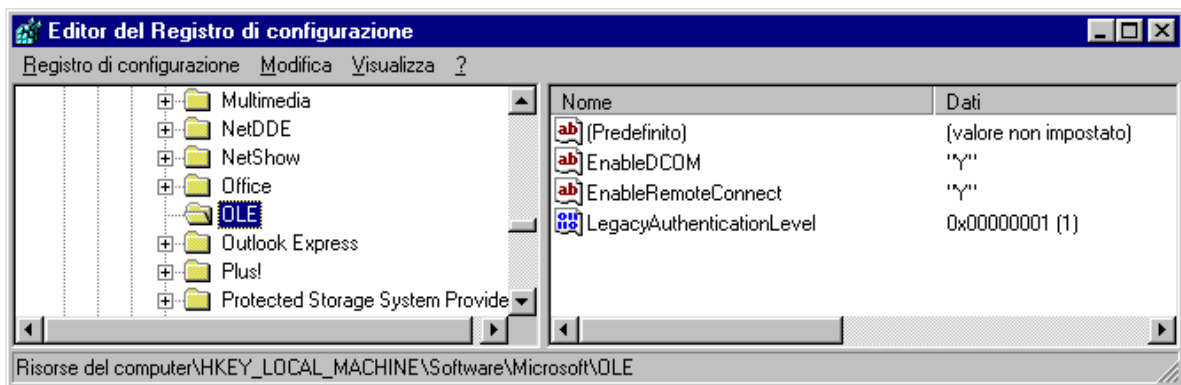 Editor del Registro di configurazione
Registro di configurazione Modifica Visualizza ?
Multimedia
NetDDE
NetShow
Office
OLE
Outlook Express
Plus!
Protected Storage System Provide
Nome Dati
(Predefinito) (valore non impostato)
EnableDCOM "Y"
EnableRemoteConnect "Y"
LegacyAuthenticationLevel 0x00000001 (1)
Risorse del computer\HKEY_LOCAL_MACHINE\Software\Microsoft\OLE